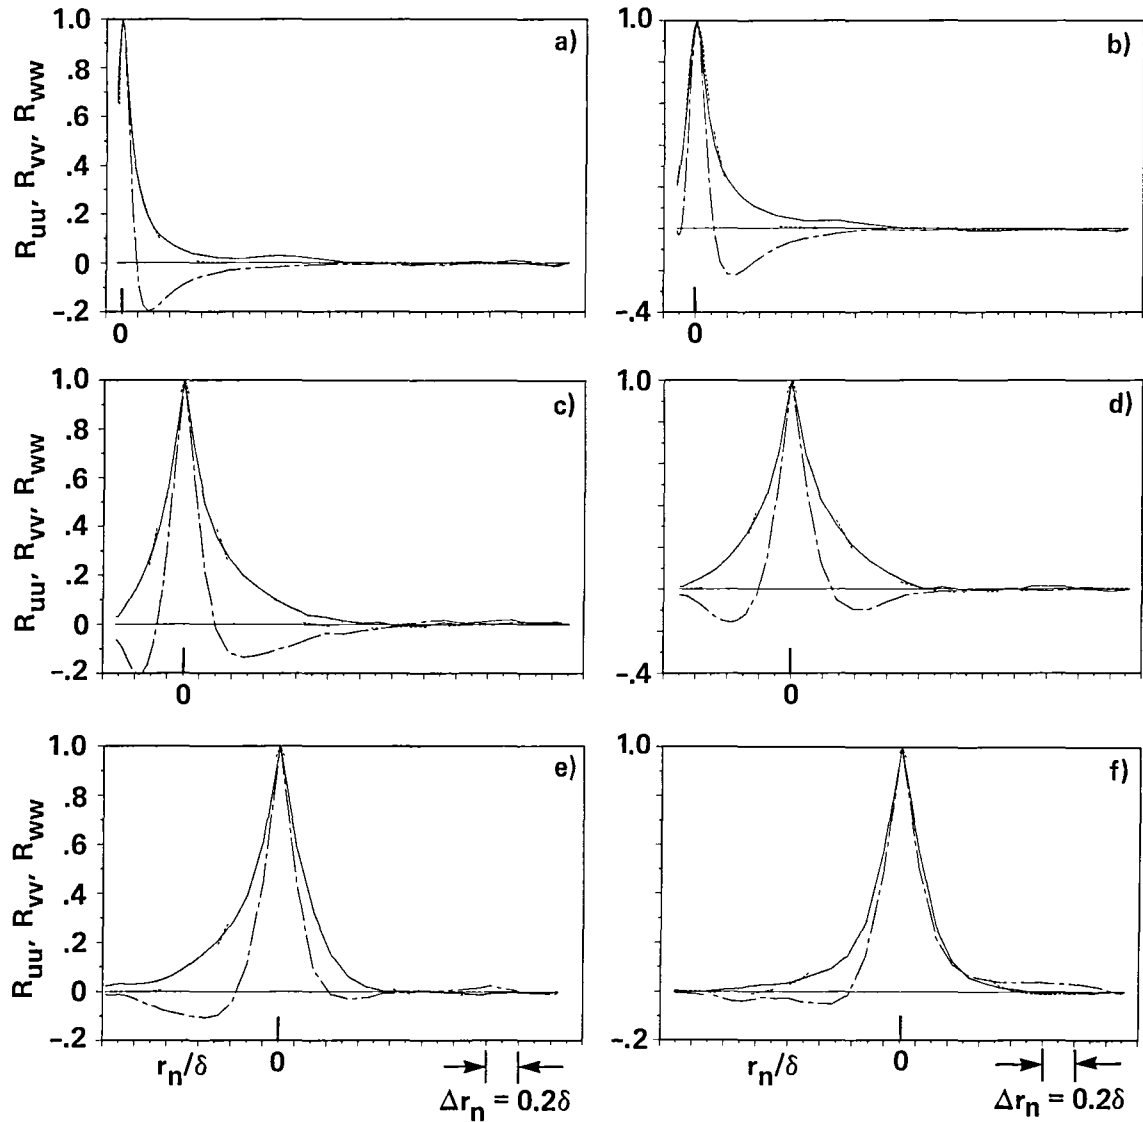 R_uu, R_vv, R_ww
1.0
.8
.6
.4
.2
0
-.2
a)
0
1.0
-.4
b)
0
R_uu, R_vv, R_ww
1.0
.8
.6
.4
.2
0
-.2
c)
0
1.0
-.4
d)
0
R_uu, R_vv, R_ww
1.0
.8
.6
.4
.2
0
-.2
e)
r_n/δ
0
Δr_n = 0.2δ
1.0
-.2
f)
r_n/δ
0
Δr_n = 0.2δ